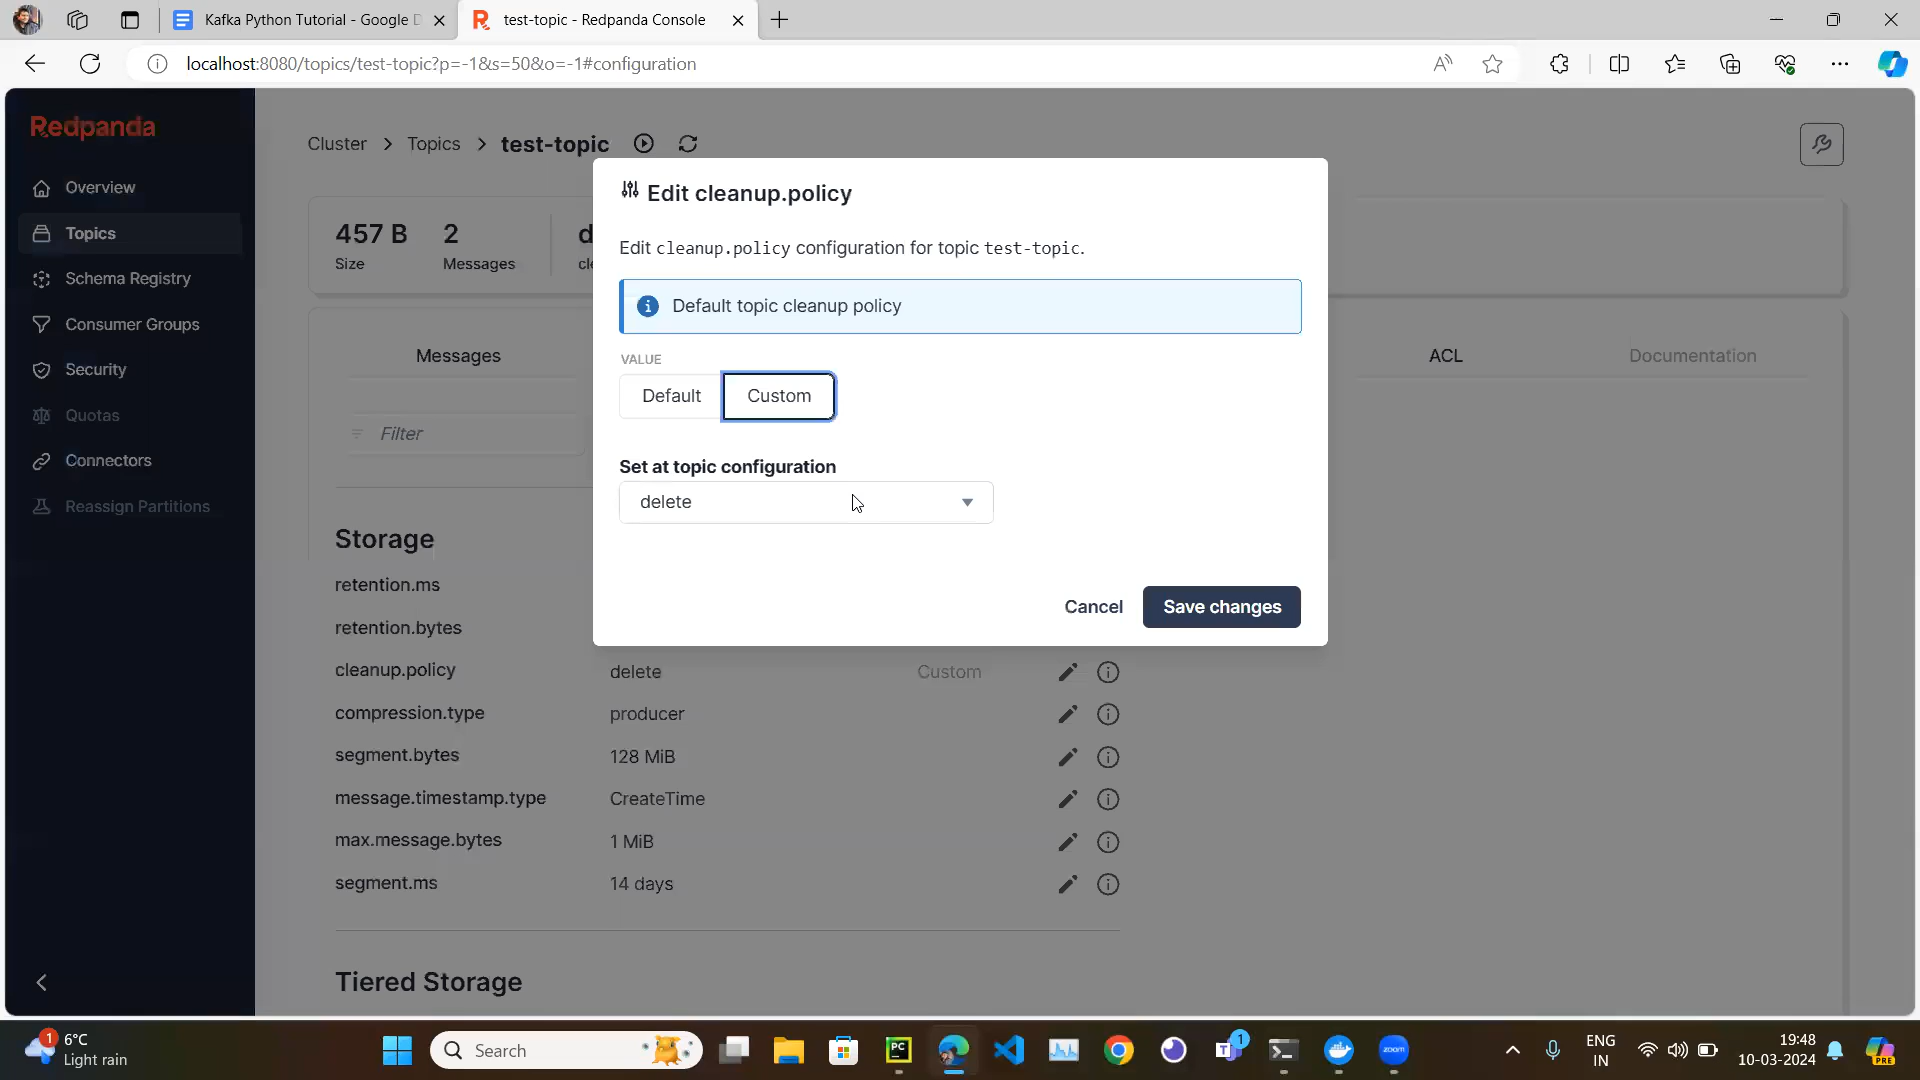 Kafka Python Tutorial - Google D
test-topic - Redpanda Console
localhost:8080/topics/test-topic?p=-1&s=50&o=-1#configuration
Redpanda
Overview
Topics
Schema Registry
Consumer Groups
Security
Quotas
Connectors
Reassign Partitions
Cluster > Topics > test-topic
457 B
Size
2
Messages
Messages
ACL
Documentation
Filter
Edit cleanup.policy
Edit cleanup.policy configuration for topic test-topic.
Default topic cleanup policy
VALUE
Default
Custom
Set at topic configuration
delete
Cancel
Save changes
Storage
retention.ms
retention.bytes
cleanup.policy delete Custom
compression.type producer
segment.bytes 128 MiB
message.timestamp.type CreateTime
max.message.bytes 1 MiB
segment.ms 14 days
Tiered Storage
1
6°C
Light rain
Search
PC
1
zoom
ENG
IN
19:48
10-03-2024
PRE